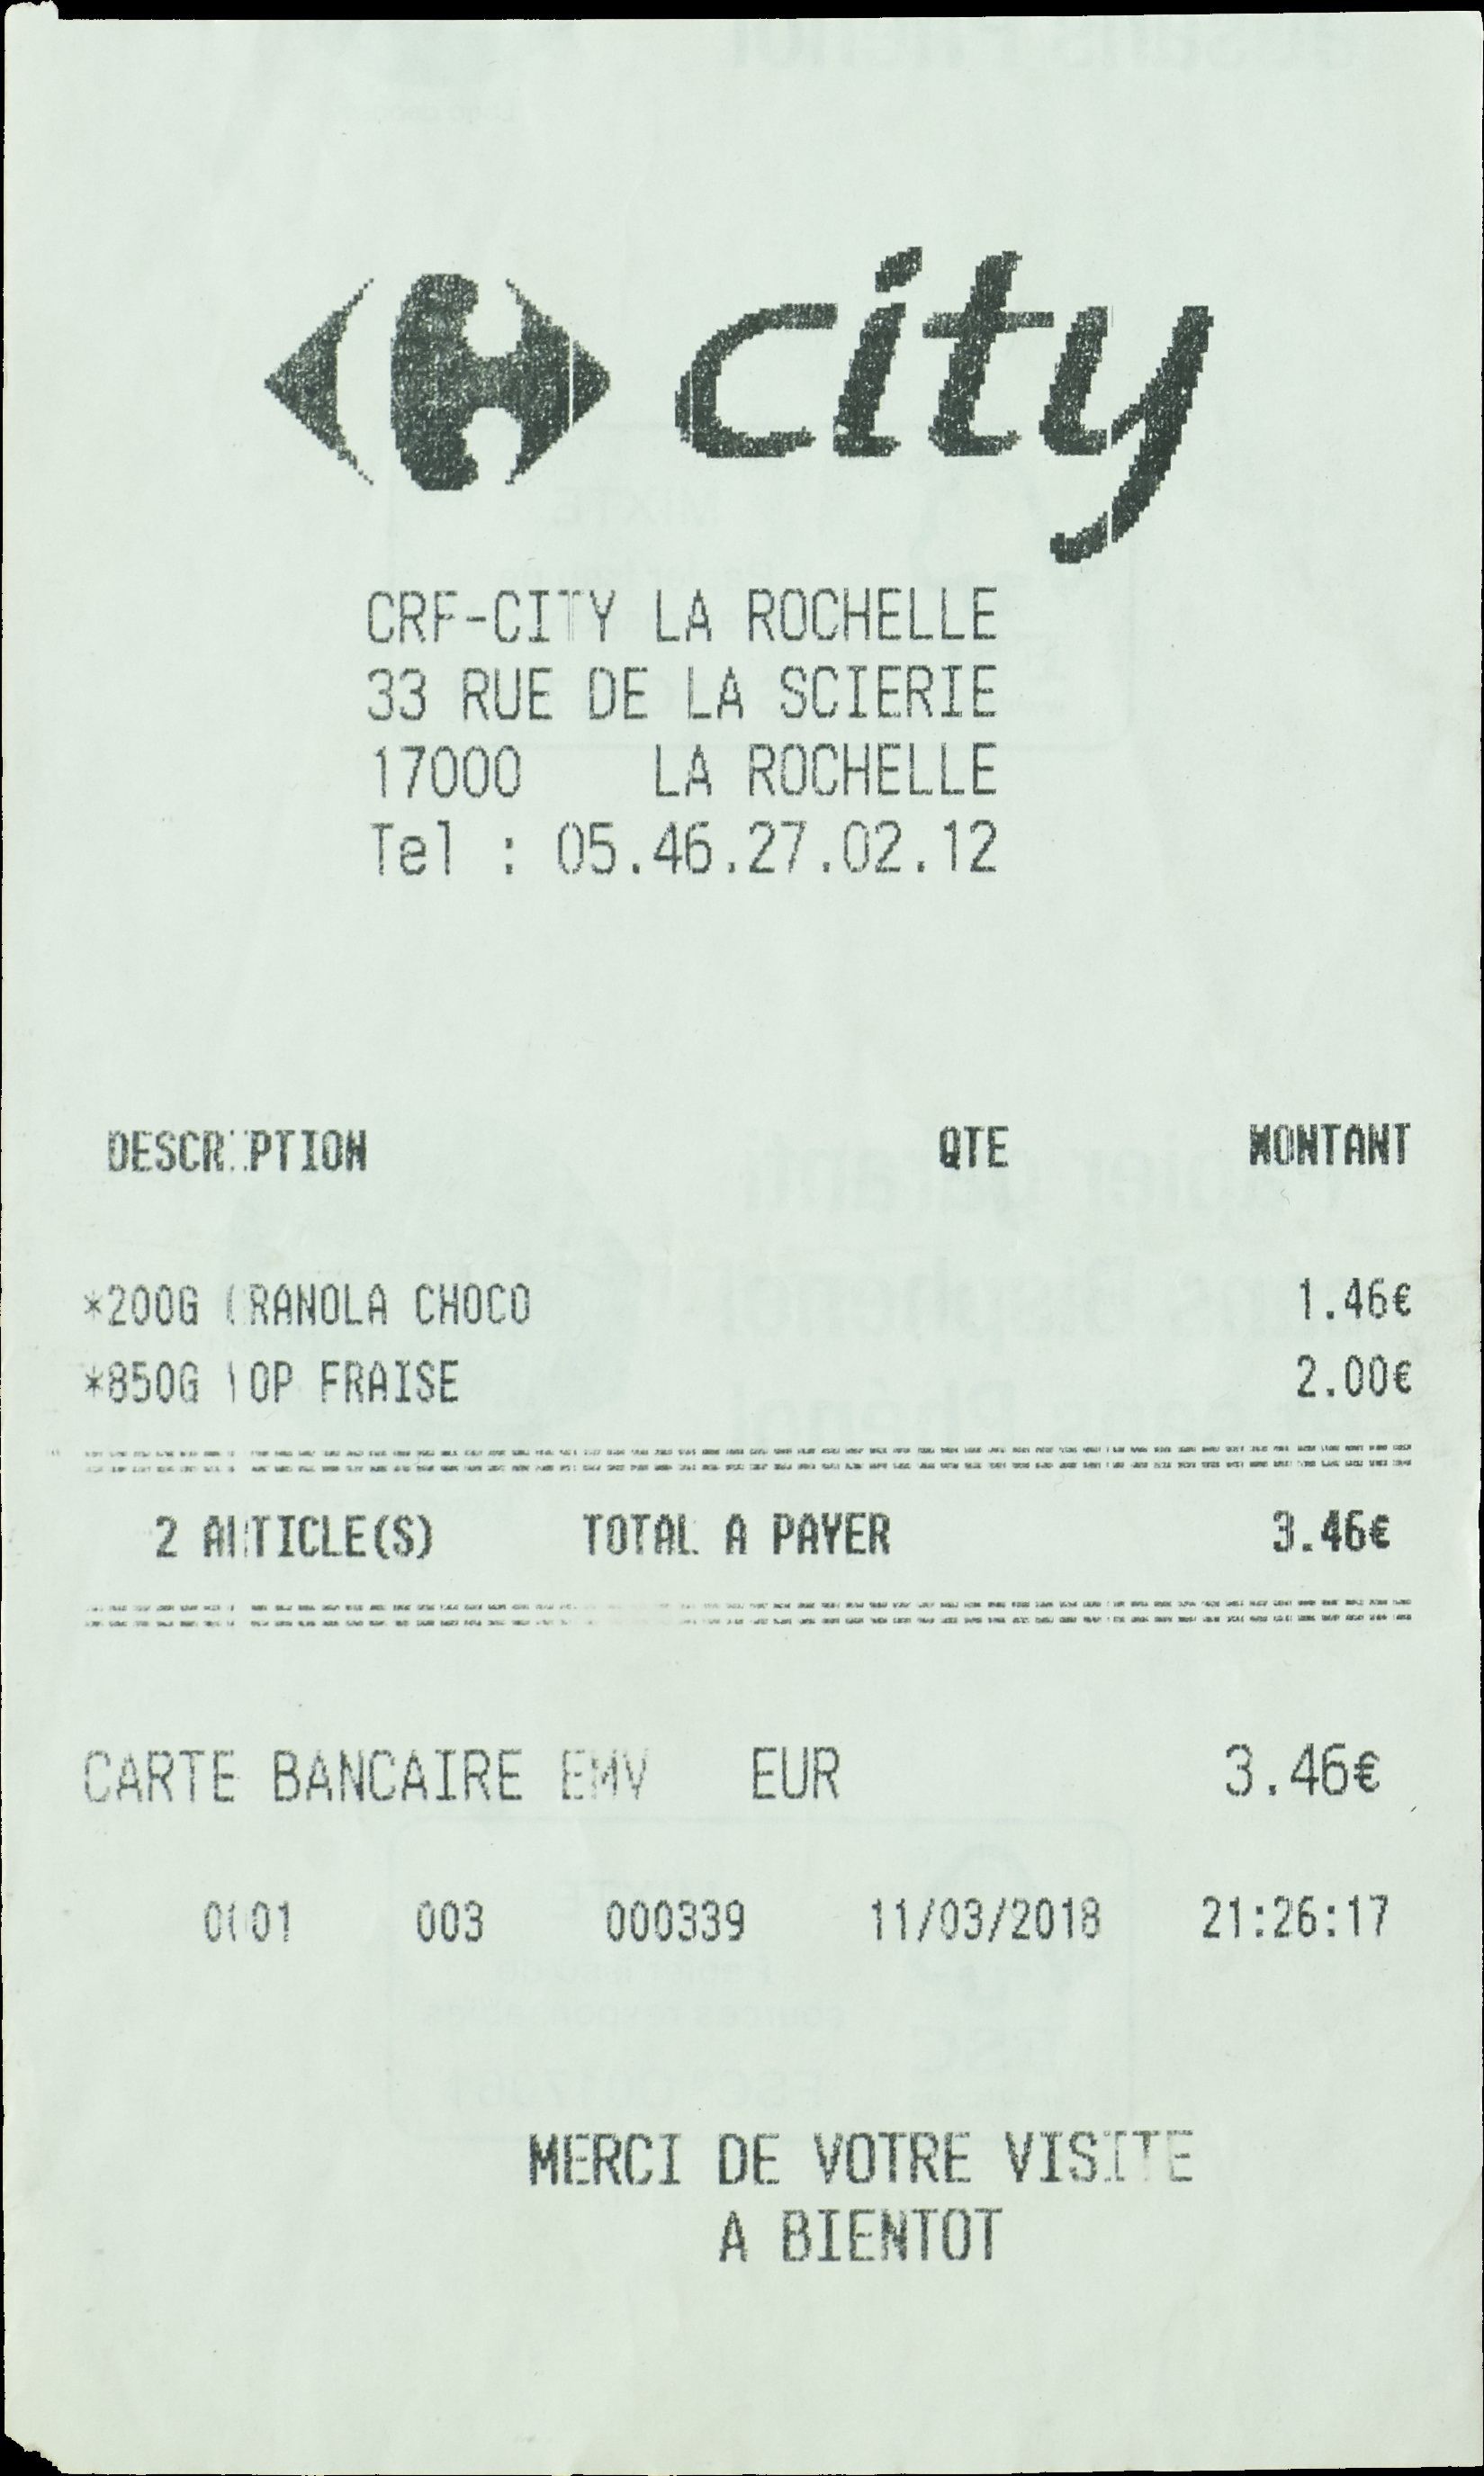 city
CRF-CITY LA ROCHELLE
33 RUE DE LA SCIERIE
17000 LA ROCHELLE
Tel : 05.46.27.02.12
DESCRIPTION QTE MONTANT
*200G GRANOLA CHOCO 1.46€
*850G YOP FRAISE 2.00€
2 ARTICLE(S) TOTAL A PAYER 3.46€
CARTE BANCAIRE EMV EUR 3.46€
0001 003 000339 11/03/2018 21:26:17
MERCI DE VOTRE VISITE
A BIENTOT